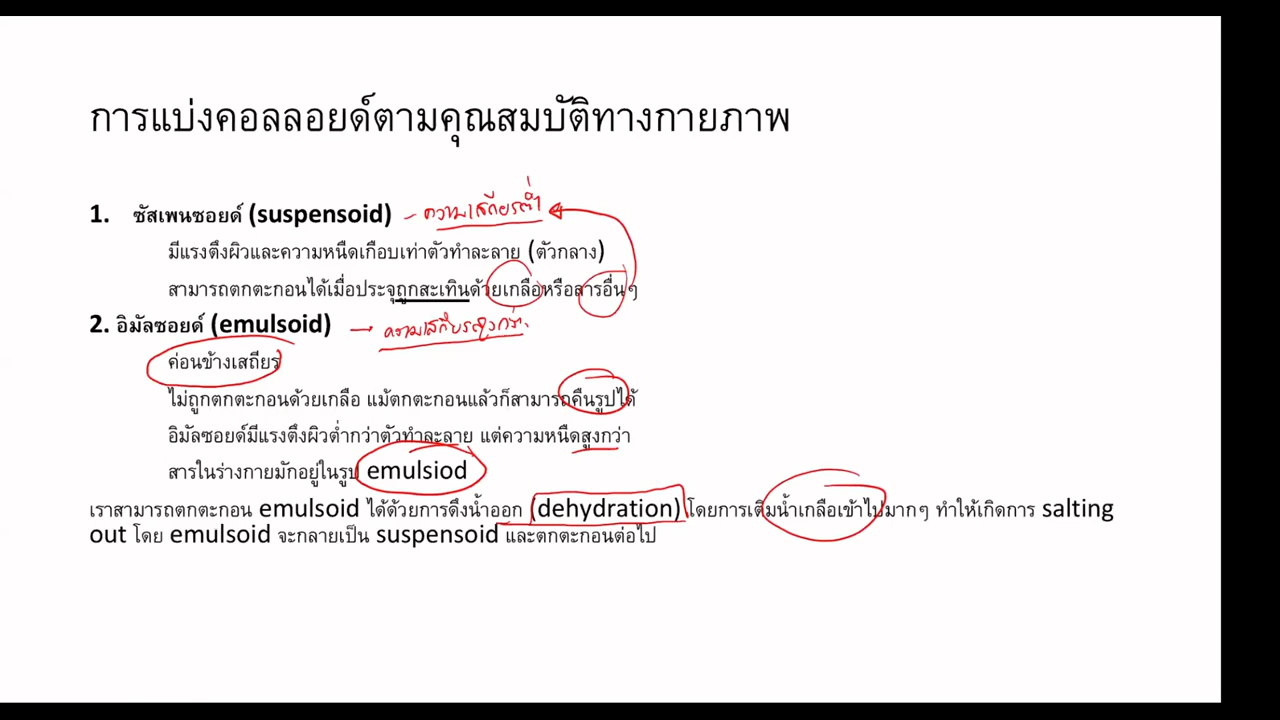 การแบ่งคอลลอยด์ตามคุณสมบัติทางกายภาพ
1. ซัสเพนซอยด์ (suspensoid) - ความเสถียรต่ำ
มีแรงตึงผิวและความหนืดเกือบเท่าตัวทำละลาย (ตัวกลาง)
สามารถตกตะกอนได้เมื่อประจุถูกสะเทินด้วยเกลือหรือสารอื่นๆ
2. อิมัลซอยด์ (emulsoid) → ความเสถียรสูงกว่า
ค่อนข้างเสถียร
ไม่ถูกตกตะกอนด้วยเกลือ แม้ตกตะกอนแล้วก็สามารถคืนรูปได้
อิมัลซอยด์มีแรงตึงผิวต่ำกว่าตัวทำละลาย แต่ความหนืดสูงกว่า
สารในร่างกายมักอยู่ในรูป emulsiod
เราสามารถตกตะกอน emulsoid ได้ด้วยการดึงน้ำออก (dehydration) โดยการเติมน้ำเกลือเข้าไปมากๆ ทำให้เกิดการ salting
out โดย emulsoid จะกลายเป็น suspensoid และตกตะกอนต่อไป